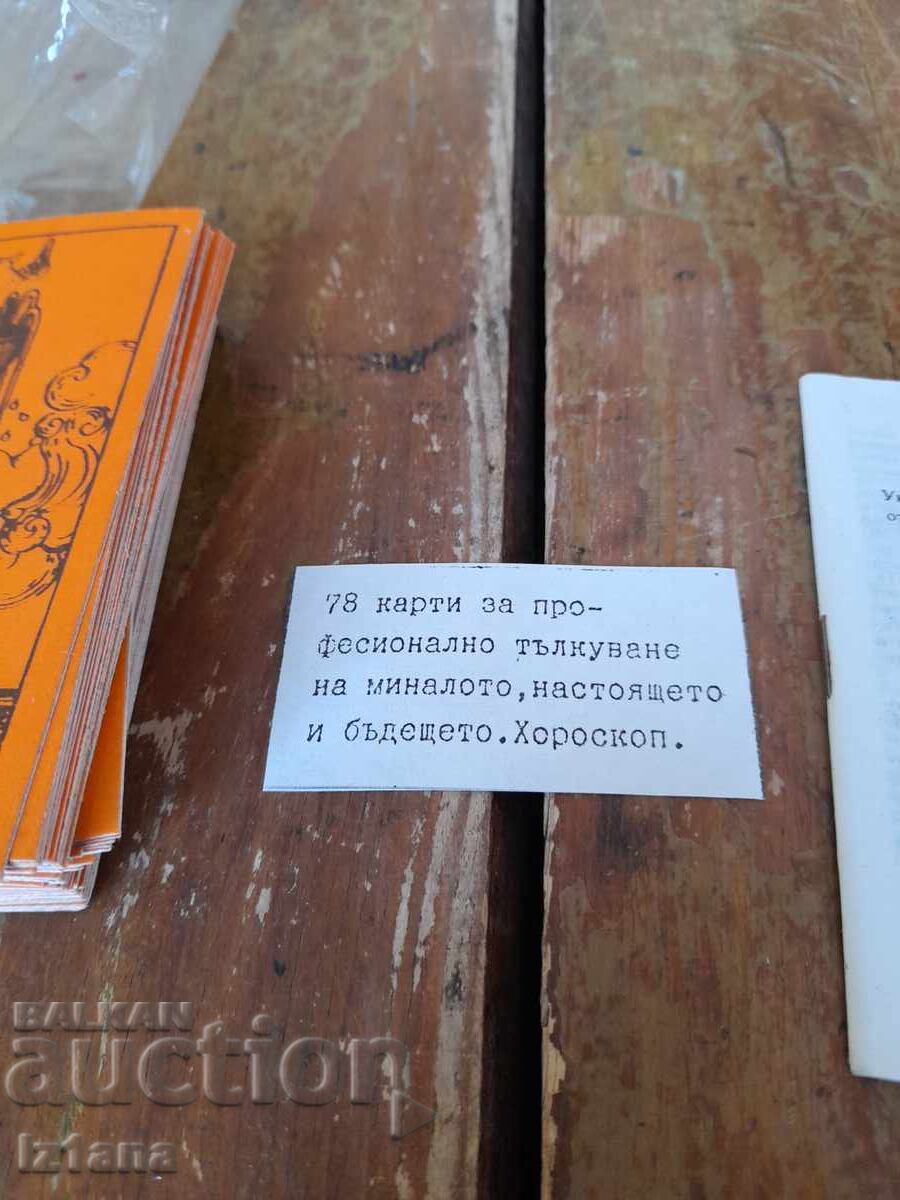 78 карти за про-
фесионално тълкуване
на миналото,настоящето
и бъдещето.Хороскоп.
BALKAN
auction
iz1ana